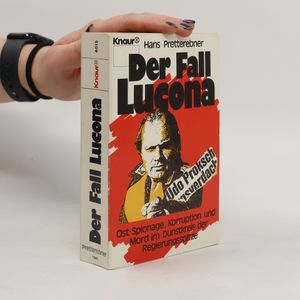 Knaur®
Hans Pretterebner
Der Fall
Lucona
Udo Proksch
Ost-Spionage, Korruption und
Mord im Dunstkreis der
Regierungsspitze
Knaur®
Der Fall Lucona
Pretterebner